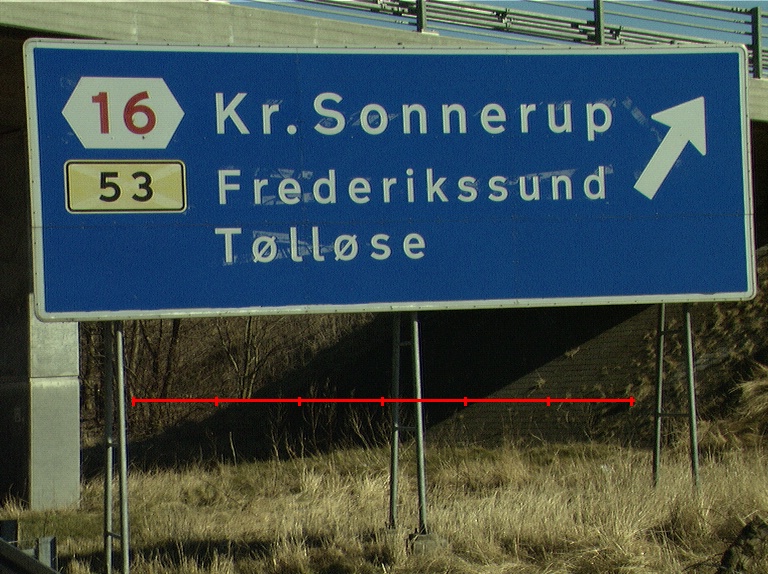 16 Kr. Sonnerup
53 Frederikssund
Tølløse